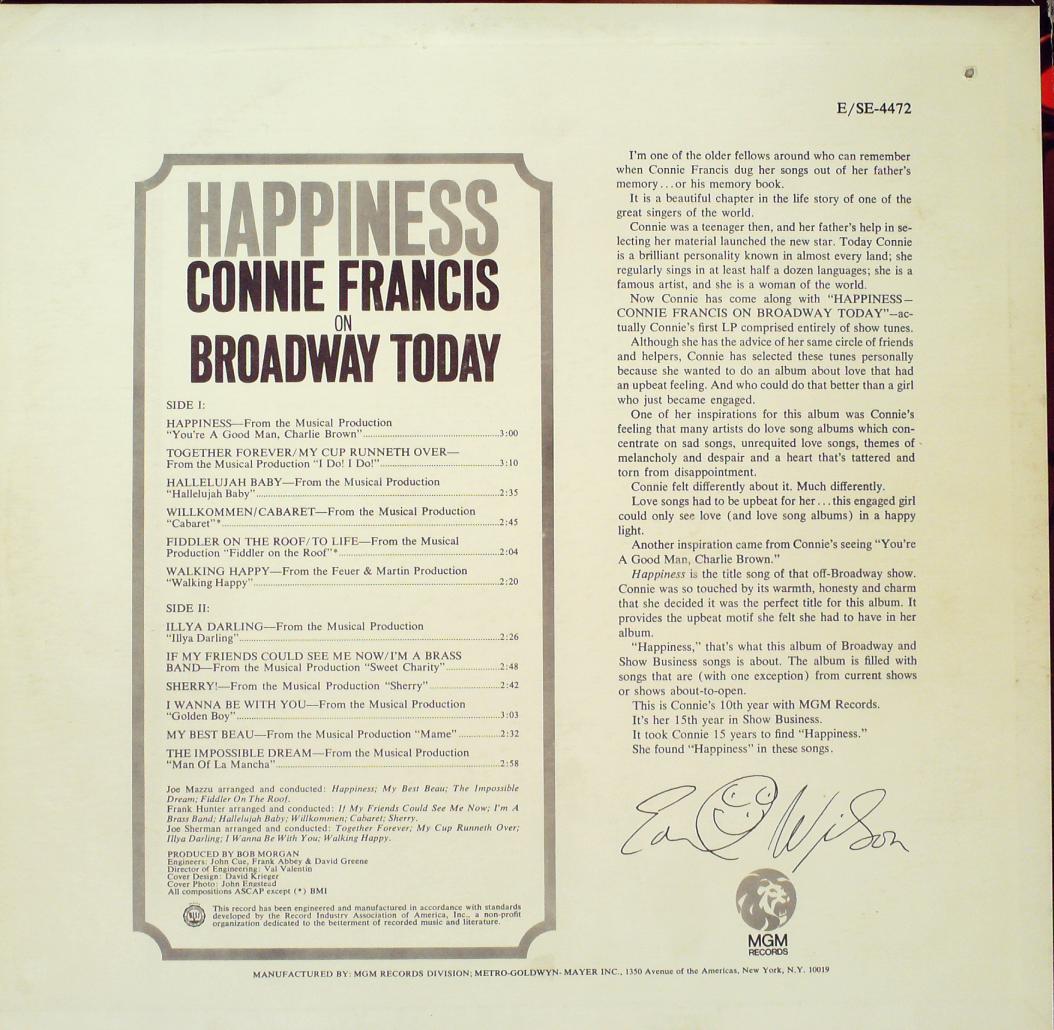 E/SE-4472
HAPPINESS
CONNIE FRANCIS
ON
BROADWAY TODAY
SIDE I:
HAPPINESS—From the Musical Production
"You're A Good Man, Charlie Brown"....................3:00
TOGETHER FOREVER/MY CUP RUNNETH OVER—
From the Musical Production "I Do! I Do!"....................3:10
HALLELUJAH BABY—From the Musical Production
"Hallelujah Baby"....................2:35
WILLKOMMEN/CABARET—From the Musical Production
"Cabaret"*....................2:45
FIDDLER ON THE ROOF/TO LIFE—From the Musical
Production "Fiddler on the Roof"*....................2:04
WALKING HAPPY—From the Feuer & Martin Production
"Walking Happy"....................2:20
SIDE II:
ILLYA DARLING—From the Musical Production
"Illya Darling"....................2:26
IF MY FRIENDS COULD SEE ME NOW/I'M A BRASS
BAND—From the Musical Production "Sweet Charity"....................2:48
SHERRY!—From the Musical Production "Sherry"....................2:42
I WANNA BE WITH YOU—From the Musical Production
"Golden Boy"....................3:03
MY BEST BEAU—From the Musical Production "Mame"....................2:32
THE IMPOSSIBLE DREAM—From the Musical Production
"Man Of La Mancha"....................2:58
Joe Mazzu arranged and conducted: Happiness; My Best Beau; The Impossible
Dream; Fiddler On The Roof.
Frank Hunter arranged and conducted: If My Friends Could See Me Now; I'm A
Brass Band; Hallelujah Baby; Willkommen; Cabaret; Sherry.
Joe Sherman arranged and conducted: Together Forever; My Cup Runneth Over;
Illya Darling; I Wanna Be With You; Walking Happy.
PRODUCED BY BOB MORGAN
Engineers: John Cue, Frank Abbey & David Greene
Director of Engineering: Val Valentin
Cover Design: David Krieger
Cover Photo: John Engstead
All compositions ASCAP except (*) BMI
This record has been engineered and manufactured in accordance with standards
developed by the Record Industry Association of America, Inc., a non-profit
organization dedicated to the betterment of recorded music and literature.
I'm one of the older fellows around who can remember
when Connie Francis dug her songs out of her father's
memory...or his memory book.
It is a beautiful chapter in the life story of one of the
great singers of the world.
Connie was a teenager then, and her father's help in se-
lecting her material launched the new star. Today Connie
is a brilliant personality known in almost every land; she
regularly sings in at least half a dozen languages; she is a
famous artist, and she is a woman of the world.
Now Connie has come along with "HAPPINESS—
CONNIE FRANCIS ON BROADWAY TODAY"—ac-
tually Connie's first LP comprised entirely of show tunes.
Although she has the advice of her same circle of friends
and helpers, Connie has selected these tunes personally
because she wanted to do an album about love that had
an upbeat feeling. And who could do that better than a girl
who just became engaged.
One of her inspirations for this album was Connie's
feeling that many artists do love song albums which con-
centrate on sad songs, unrequited love songs, themes of
melancholy and despair and a heart that's tattered and
torn from disappointment.
Connie felt differently about it. Much differently.
Love songs had to be upbeat for her...this engaged girl
could only see love (and love song albums) in a happy
light.
Another inspiration came from Connie's seeing "You're
A Good Man, Charlie Brown."
Happiness is the title song of that off-Broadway show.
Connie was so touched by its warmth, honesty and charm
that she decided it was the perfect title for this album. It
provides the upbeat motif she felt she had to have in her
album.
"Happiness," that's what this album of Broadway and
Show Business songs is about. The album is filled with
songs that are (with one exception) from current shows
or shows about-to-open.
This is Connie's 10th year with MGM Records.
It's her 15th year in Show Business.
It took Connie 15 years to find "Happiness."
She found "Happiness" in these songs.
Earl Wilson
MGM
RECORDS
MANUFACTURED BY: MGM RECORDS DIVISION; METRO-GOLDWYN-MAYER INC., 1350 Avenue of the Americas, New York, N.Y. 10019